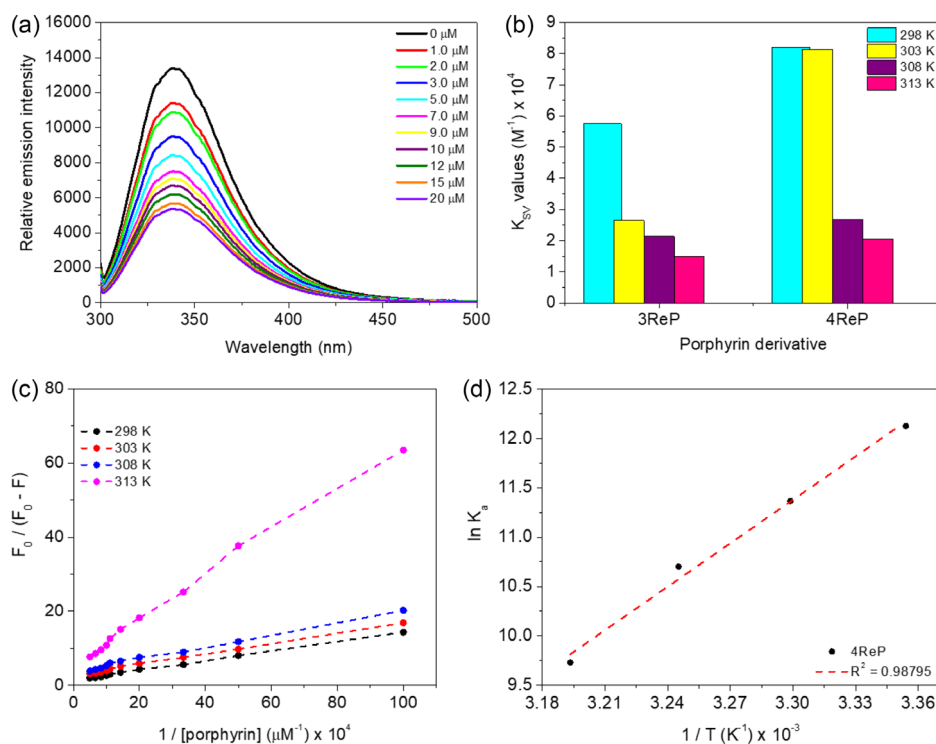 (a)
16000
14000
12000
10000
8000
6000
4000
2000
0
Relative emission intensity
300
350
400
450
500
Wavelength (nm)
0 µM
1.0 µM
2.0 µM
3.0 µM
5.0 µM
7.0 µM
9.0 µM
10 µM
12 µM
15 µM
20 µM
(b)
9
8
7
6
5
4
3
2
1
0
K_SV values (M⁻¹) x 10⁴
298 K
303 K
308 K
313 K
3ReP
4ReP
Porphyrin derivative
(c)
80
60
40
20
0
F₀ / (F₀ - F)
298 K
303 K
308 K
313 K
0
20
40
60
80
100
1 / [porphyrin] (µM⁻¹) x 10⁴
(d)
12.5
12.0
11.5
11.0
10.5
10.0
9.5
ln Kₐ
3.18
3.21
3.24
3.27
3.30
3.33
3.36
1 / T (K⁻¹) x 10⁻³
4ReP
R² = 0.98795